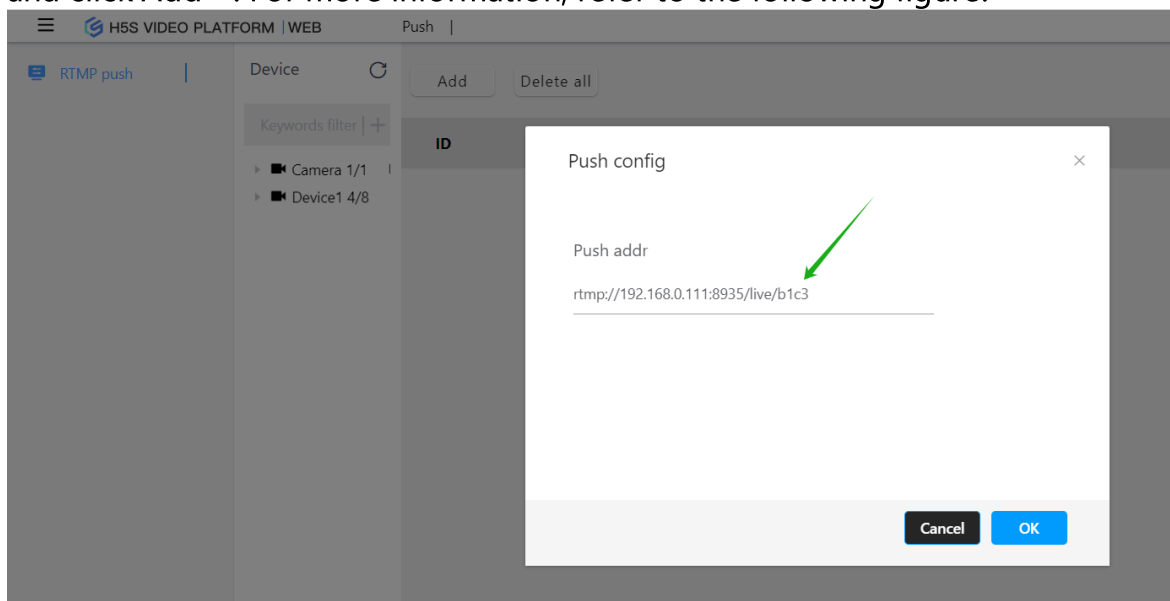 H5S VIDEO PLATFORM | WEB
Push |
RTMP push
Device
Add
Delete all
Keywords filter
ID
Camera 1/1
Device1 4/8
Push config
Push addr
rtmp://192.168.0.111:8935/live/b1c3
Cancel
OK